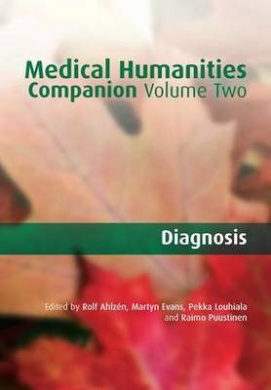 Medical Humanities
Companion Volume Two
Diagnosis
Edited by Rolf Ahlzén, Martyn Evans, Pekka Louhiala
and Raimo Puustinen